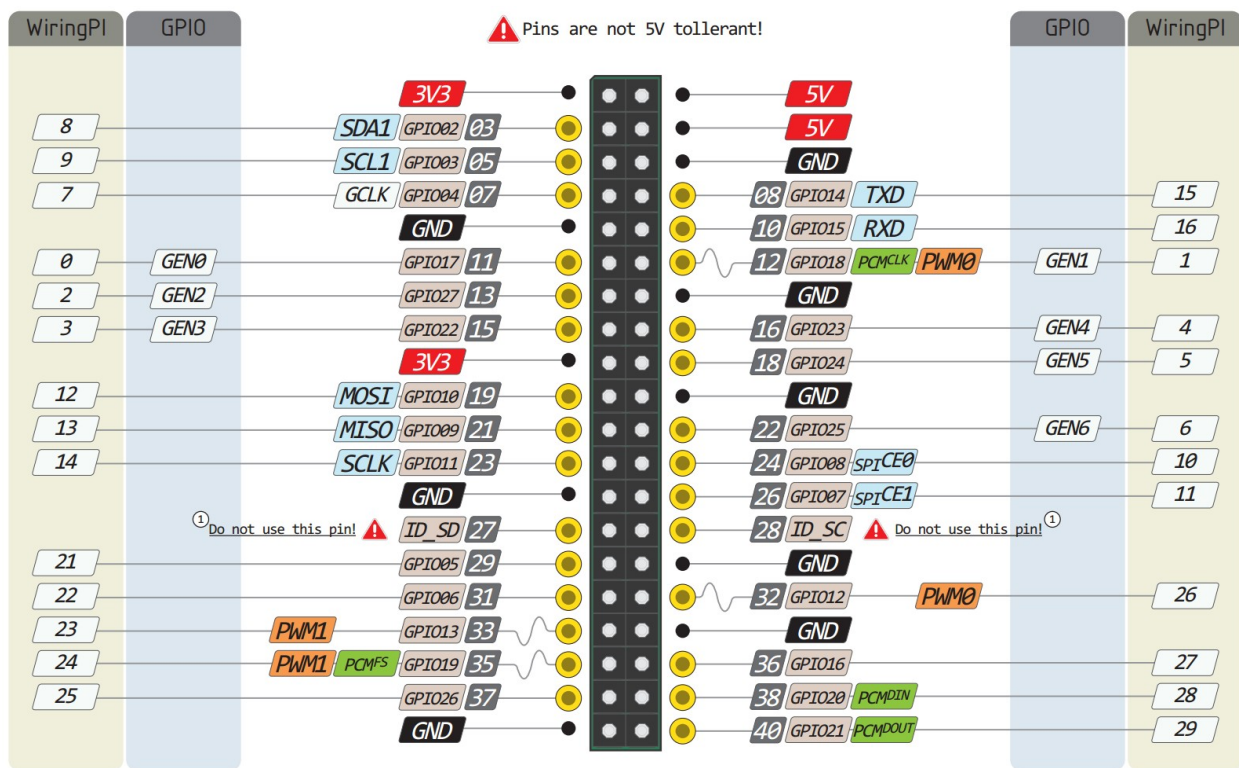 WiringPI GPIO Pins are not 5V tollerant! GPIO WiringPI
3V3 5V
8 SDA1 GPIO02 03 5V
9 SCL1 GPIO03 05 GND
7 GCLK GPIO04 07 08 GPIO14 TXD 15
GND 10 GPIO15 RXD 16
0 GEN0 GPIO17 11 12 GPIO18 PCMCLK PWM0 GEN1 1
2 GEN2 GPIO27 13 GND
3 GEN3 GPIO22 15 16 GPIO23 GEN4 4
3V3 18 GPIO24 GEN5 5
12 MOSI GPIO10 19 GND
13 MISO GPIO09 21 22 GPIO25 GEN6 6
14 SCLK GPIO11 23 24 GPIO08 SPICE0 10
GND 26 GPIO07 SPICE1 11
① Do not use this pin! ID_SD 27 28 ID_SC Do not use this pin! ①
21 GPIO05 29 GND
22 GPIO06 31 32 GPIO12 PWM0 26
23 PWM1 GPIO13 33 GND
24 PWM1 PCMFS GPIO19 35 36 GPIO16 27
25 GPIO26 37 38 GPIO20 PCMDIN 28
GND 40 GPIO21 PCMDOUT 29